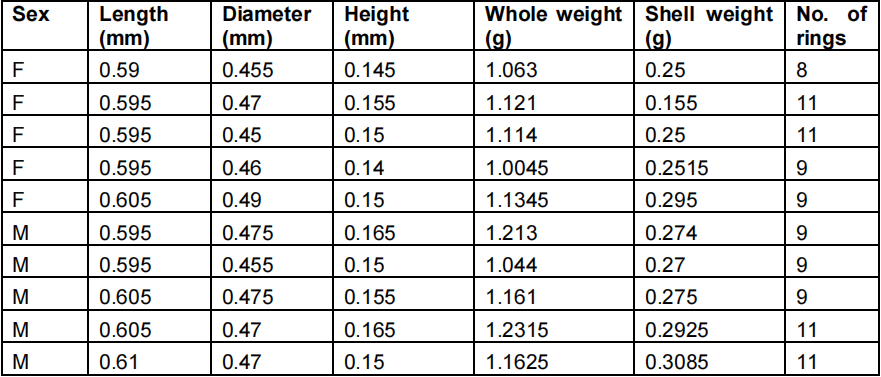 Sex Length (mm) Diameter (mm) Height (mm) Whole weight (g) Shell weight (g) No. of rings
F 0.59 0.455 0.145 1.063 0.25 8
F 0.595 0.47 0.155 1.121 0.155 11
F 0.595 0.45 0.15 1.114 0.25 11
F 0.595 0.46 0.14 1.0045 0.2515 9
F 0.605 0.49 0.15 1.1345 0.295 9
M 0.595 0.475 0.165 1.213 0.274 9
M 0.595 0.455 0.15 1.044 0.27 9
M 0.605 0.475 0.155 1.161 0.275 9
M 0.605 0.47 0.165 1.2315 0.2925 11
M 0.61 0.47 0.15 1.1625 0.3085 11